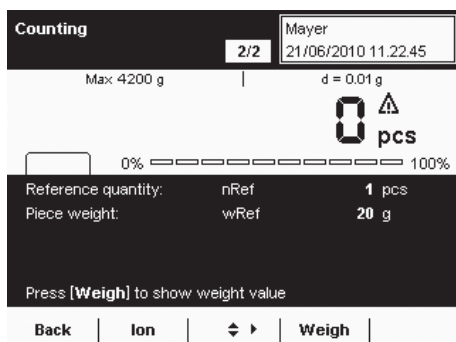 Counting
2/2
Mayer
21/06/2010 11.22.45
Max 4200 g | d = 0.01 g
0 pcs
0% 100%
Reference quantity: nRef 1 pcs
Piece weight: wRef 20 g
Press [Weigh] to show weight value
Back | Ion | | Weigh |